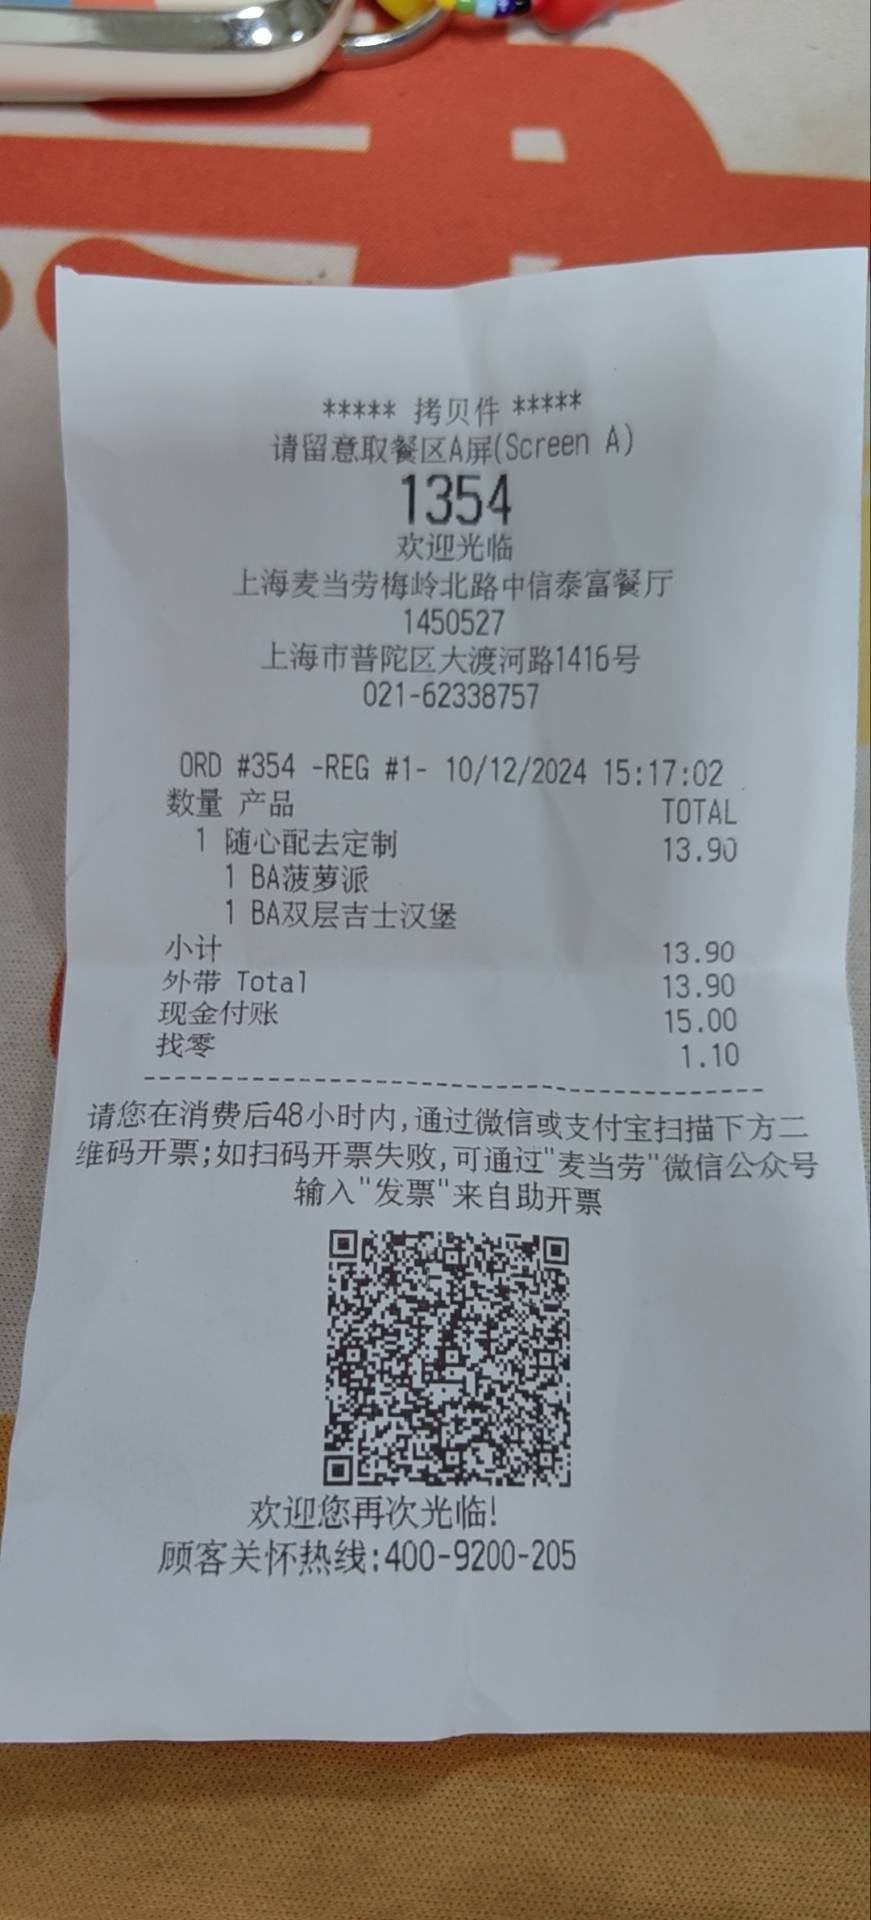 ***** 拷贝件 *****
请留意取餐区A屏(Screen A)
1354
欢迎光临
上海麦当劳梅岭北路中信泰富餐厅
1450527
上海市普陀区大渡河路1416号
021-62338757
ORD #354 -REG #1- 10/12/2024 15:17:02
数量 产品 TOTAL
1 随心配去定制 13.90
1 BA菠萝派
1 BA双层吉士汉堡
小计 13.90
外带 Total 13.90
现金付账 15.00
找零 1.10
请您在消费后48小时内,通过微信或支付宝扫描下方二
维码开票;如扫码开票失败,可通过"麦当劳"微信公众号
输入"发票"来自助开票
欢迎您再次光临!
顾客关怀热线:400-9200-205